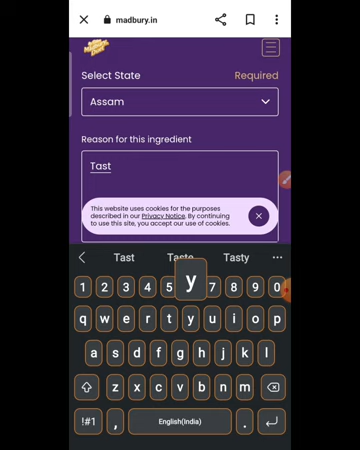 madbury.in
Select State
Required
Assam
Reason for this ingredient
Tast
This website uses cookies for the purposes
described in our Privacy Notice. By continuing
to use this site, you accept our use of cookies.
Tast Taste Tasty
y
1 2 3 4 5 7 8 9 0
q w e r t y u i o p
a s d f g h j k l
z x c v b n m
!#1 , English(India) .